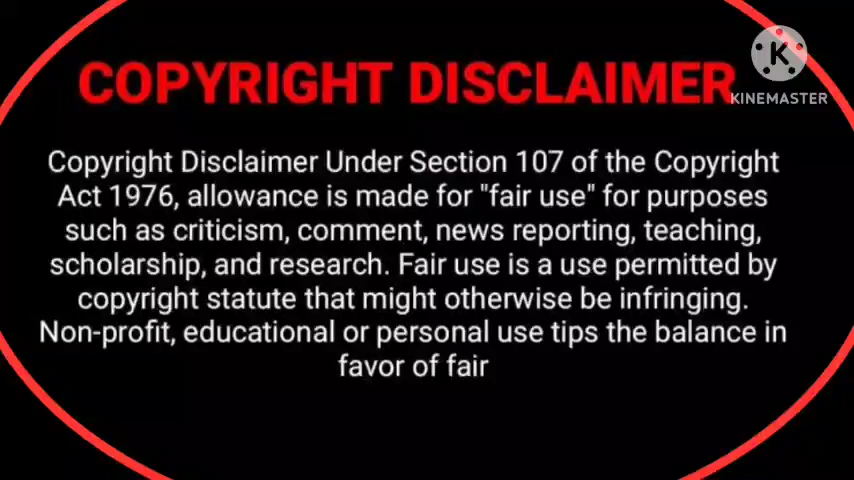 COPYRIGHT DISCLAIMER
K
KINEMASTER
Copyright Disclaimer Under Section 107 of the Copyright
Act 1976, allowance is made for "fair use" for purposes
such as criticism, comment, news reporting, teaching,
scholarship, and research. Fair use is a use permitted by
copyright statute that might otherwise be infringing.
Non-profit, educational or personal use tips the balance in
favor of fair